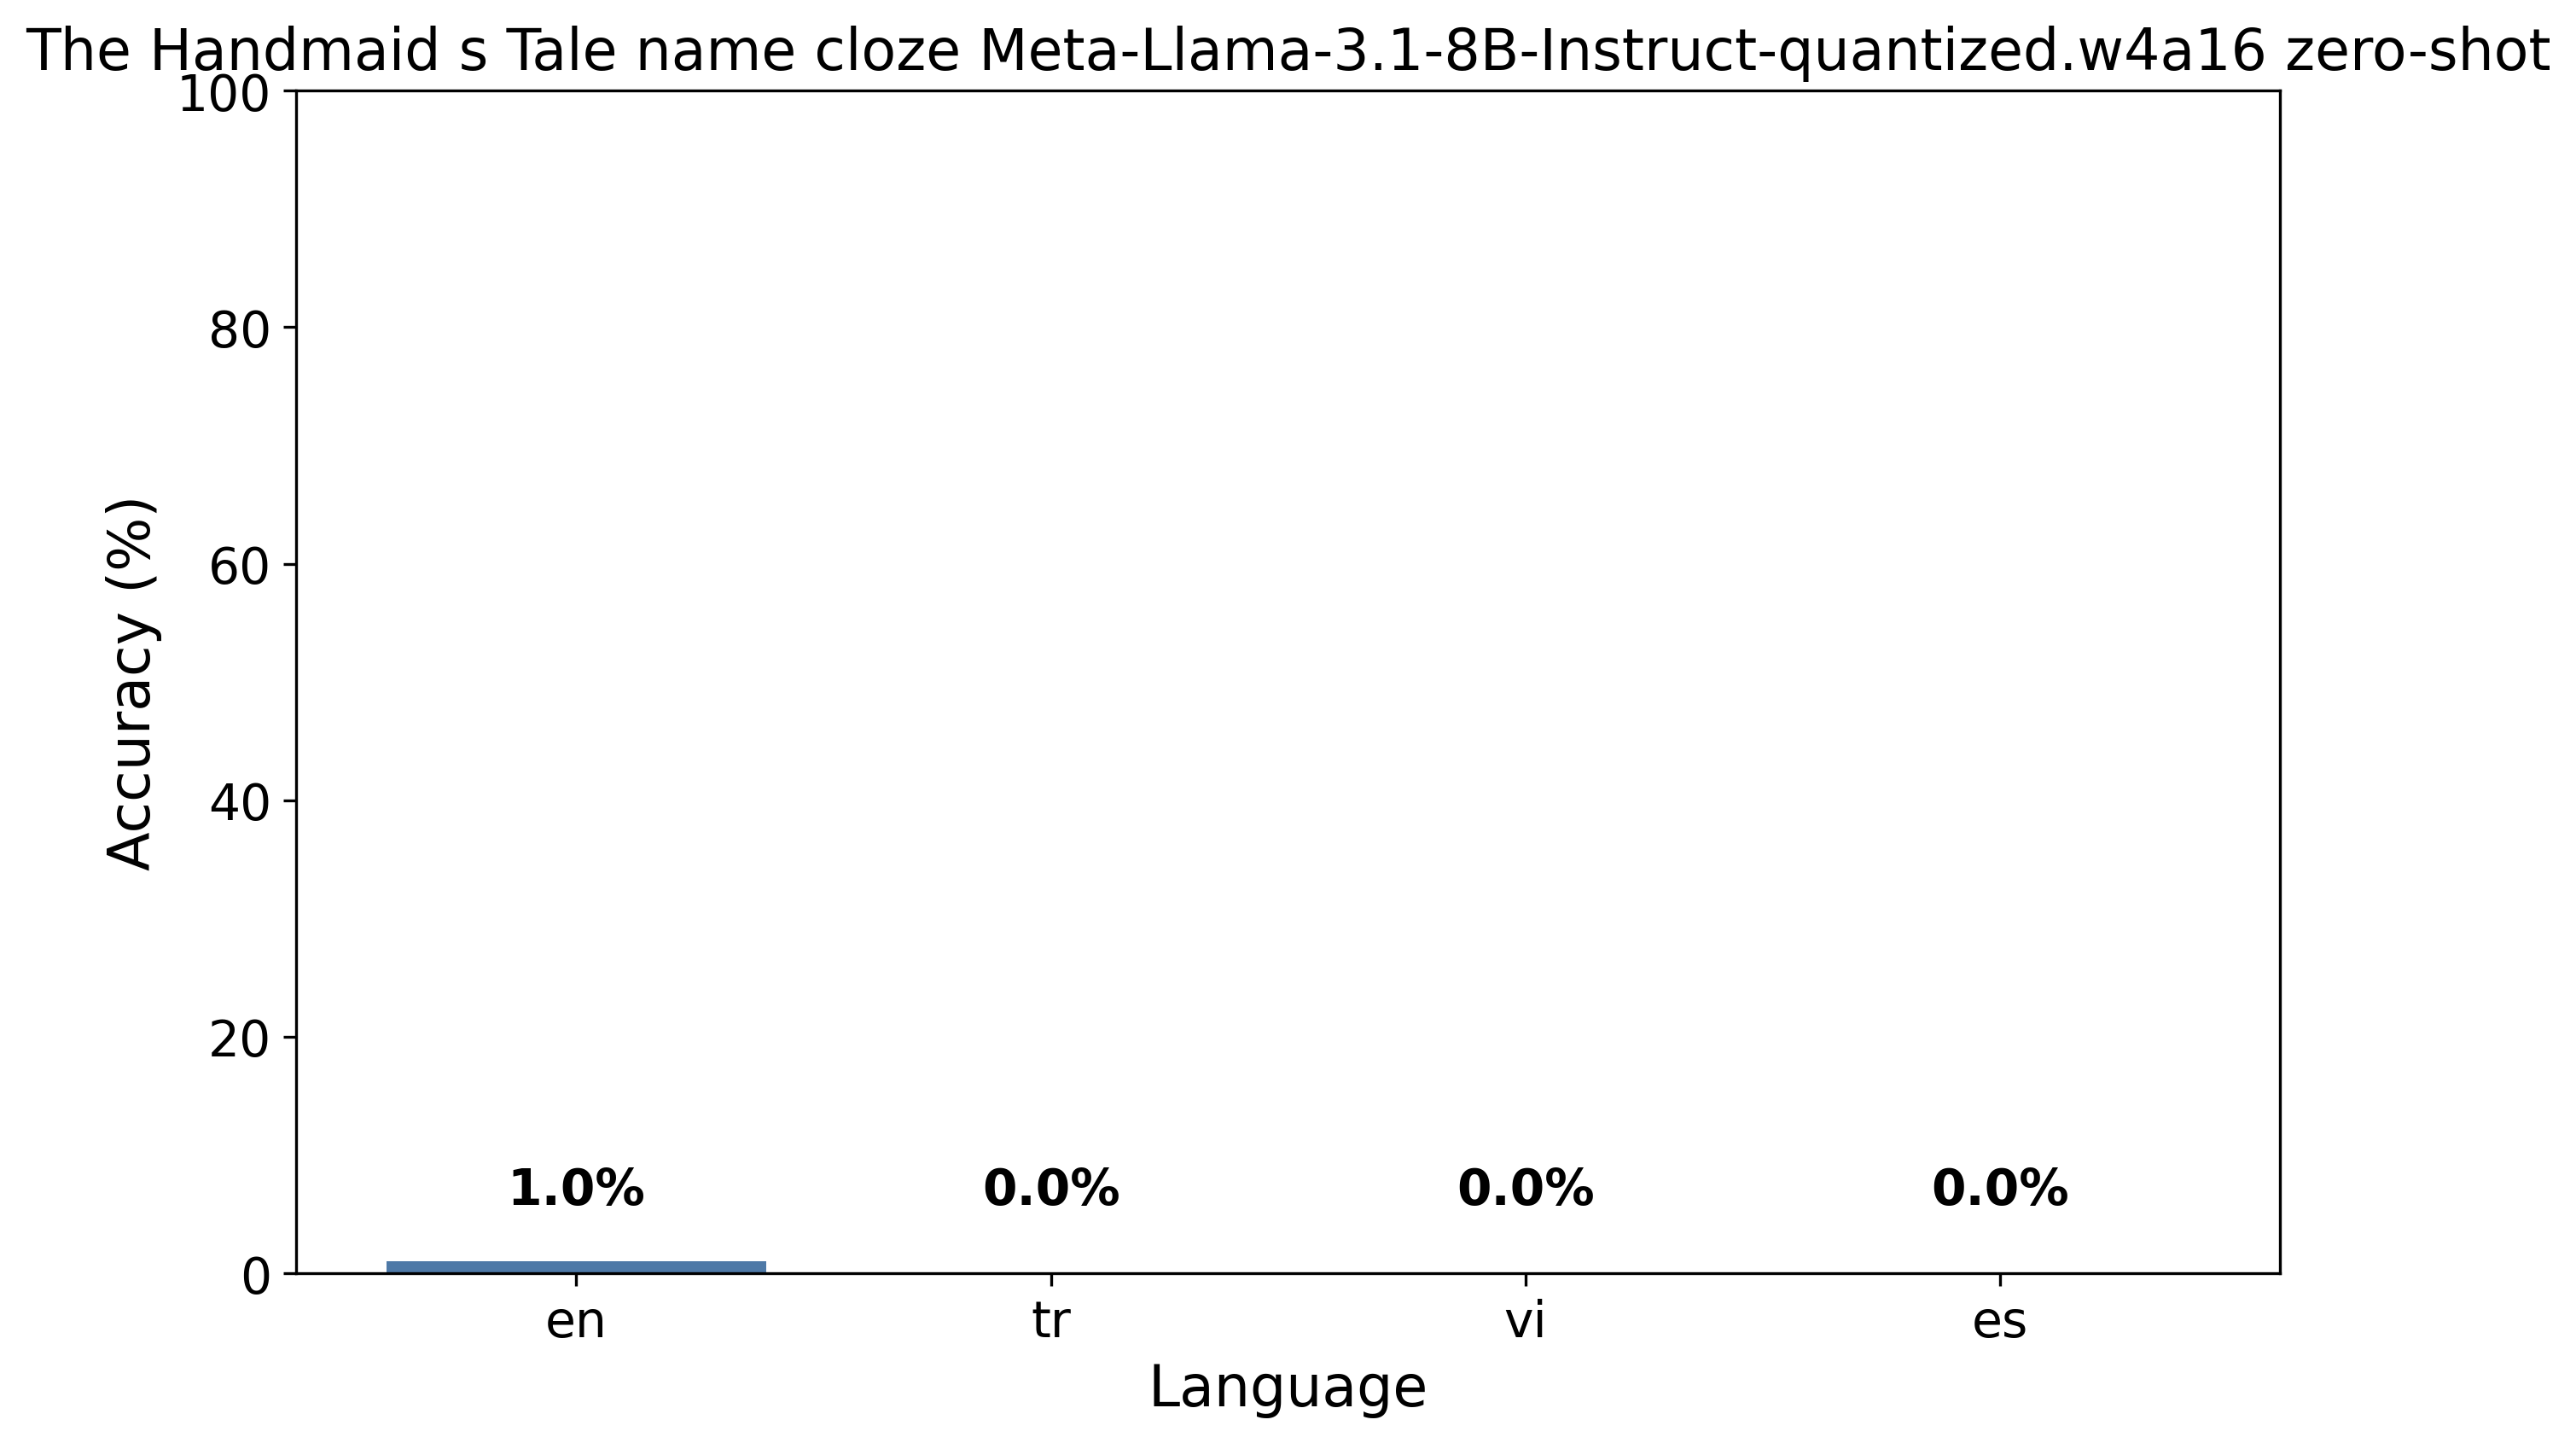 The Handmaid s Tale name cloze Meta-Llama-3.1-8B-Instruct-quantized.w4a16 zero-shot
100
80
60
40
20
0
Accuracy (%)
1.0% 0.0% 0.0% 0.0%
en tr vi es
Language